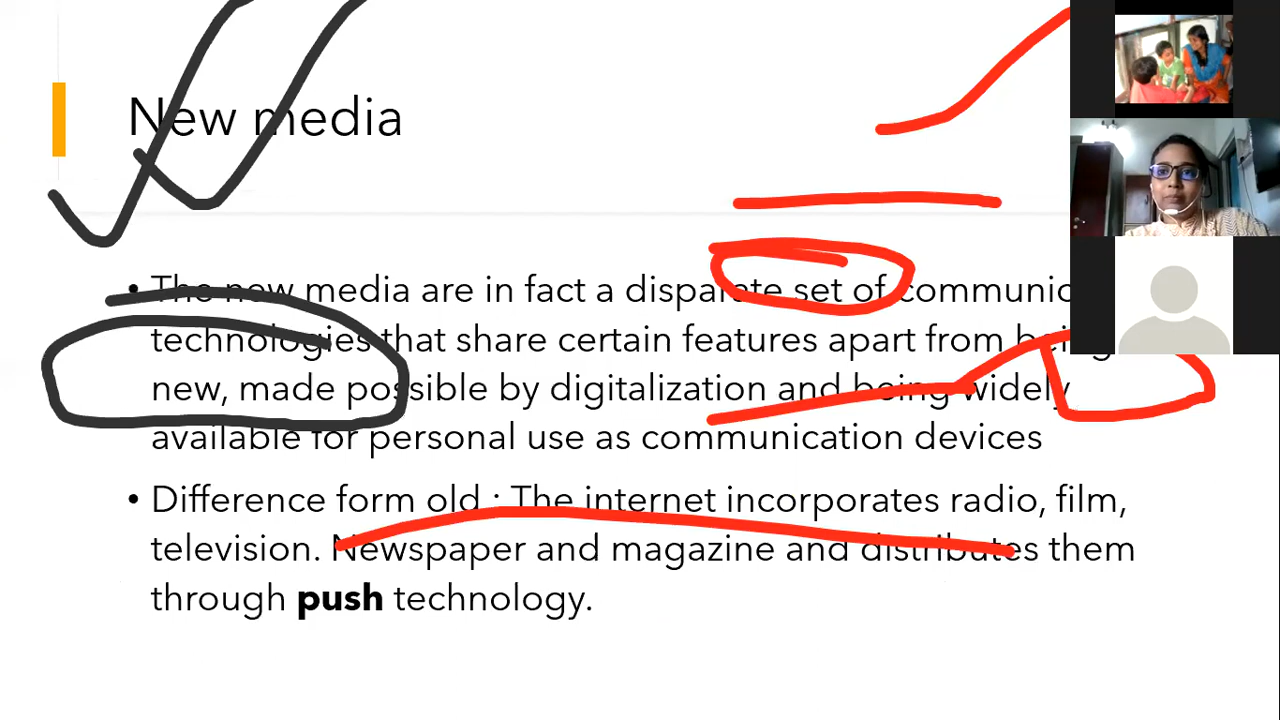 New media
• The new media are in fact a disparate set of communic
technologies that share certain features apart from being
new, made possible by digitalization and being widely
available for personal use as communication devices
• Difference form old : The internet incorporates radio, film,
television. Newspaper and magazine and distributes them
through push technology.